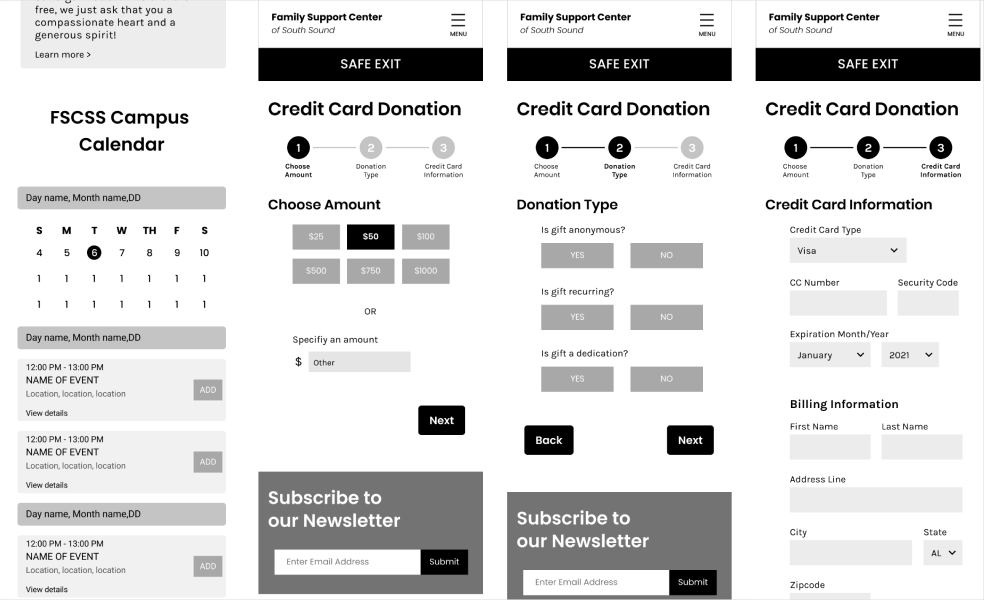 free, we just ask that you a
compassionate heart and a
generous spirit!
Learn more >
FSCSS Campus
Calendar
Day name, Month name,DD
S M T W TH F S
4 5 6 7 8 9 10
1 1 1 1 1 1 1
1 1 1 1 1 1 1
Day name, Month name,DD
12:00 PM - 13:00 PM
NAME OF EVENT
Location, location, location
ADD
View details
12:00 PM - 13:00 PM
NAME OF EVENT
Location, location, location
ADD
View details
Day name, Month name,DD
12:00 PM - 13:00 PM
NAME OF EVENT
Location, location, location
ADD
View details
Family Support Center
of South Sound
MENU
SAFE EXIT
Credit Card Donation
1 2 3
Choose Amount Donation Type Credit Card Information
Choose Amount
$25 $50 $100
$500 $750 $1000
OR
Specifiy an amount
$ Other
Next
Subscribe to
our Newsletter
Enter Email Address Submit
Family Support Center
of South Sound
MENU
SAFE EXIT
Credit Card Donation
1 2 3
Choose Amount Donation Type Credit Card Information
Donation Type
Is gift anonymous?
YES NO
Is gift recurring?
YES NO
Is gift a dedication?
YES NO
Back Next
Subscribe to
our Newsletter
Enter Email Address Submit
Family Support Center
of South Sound
MENU
SAFE EXIT
Credit Card Donation
1 2 3
Choose Amount Donation Type Credit Card Information
Credit Card Information
Credit Card Type
Visa
CC Number Security Code
Expiration Month/Year
January 2021
Billing Information
First Name Last Name
Address Line
City State
AL
Zipcode